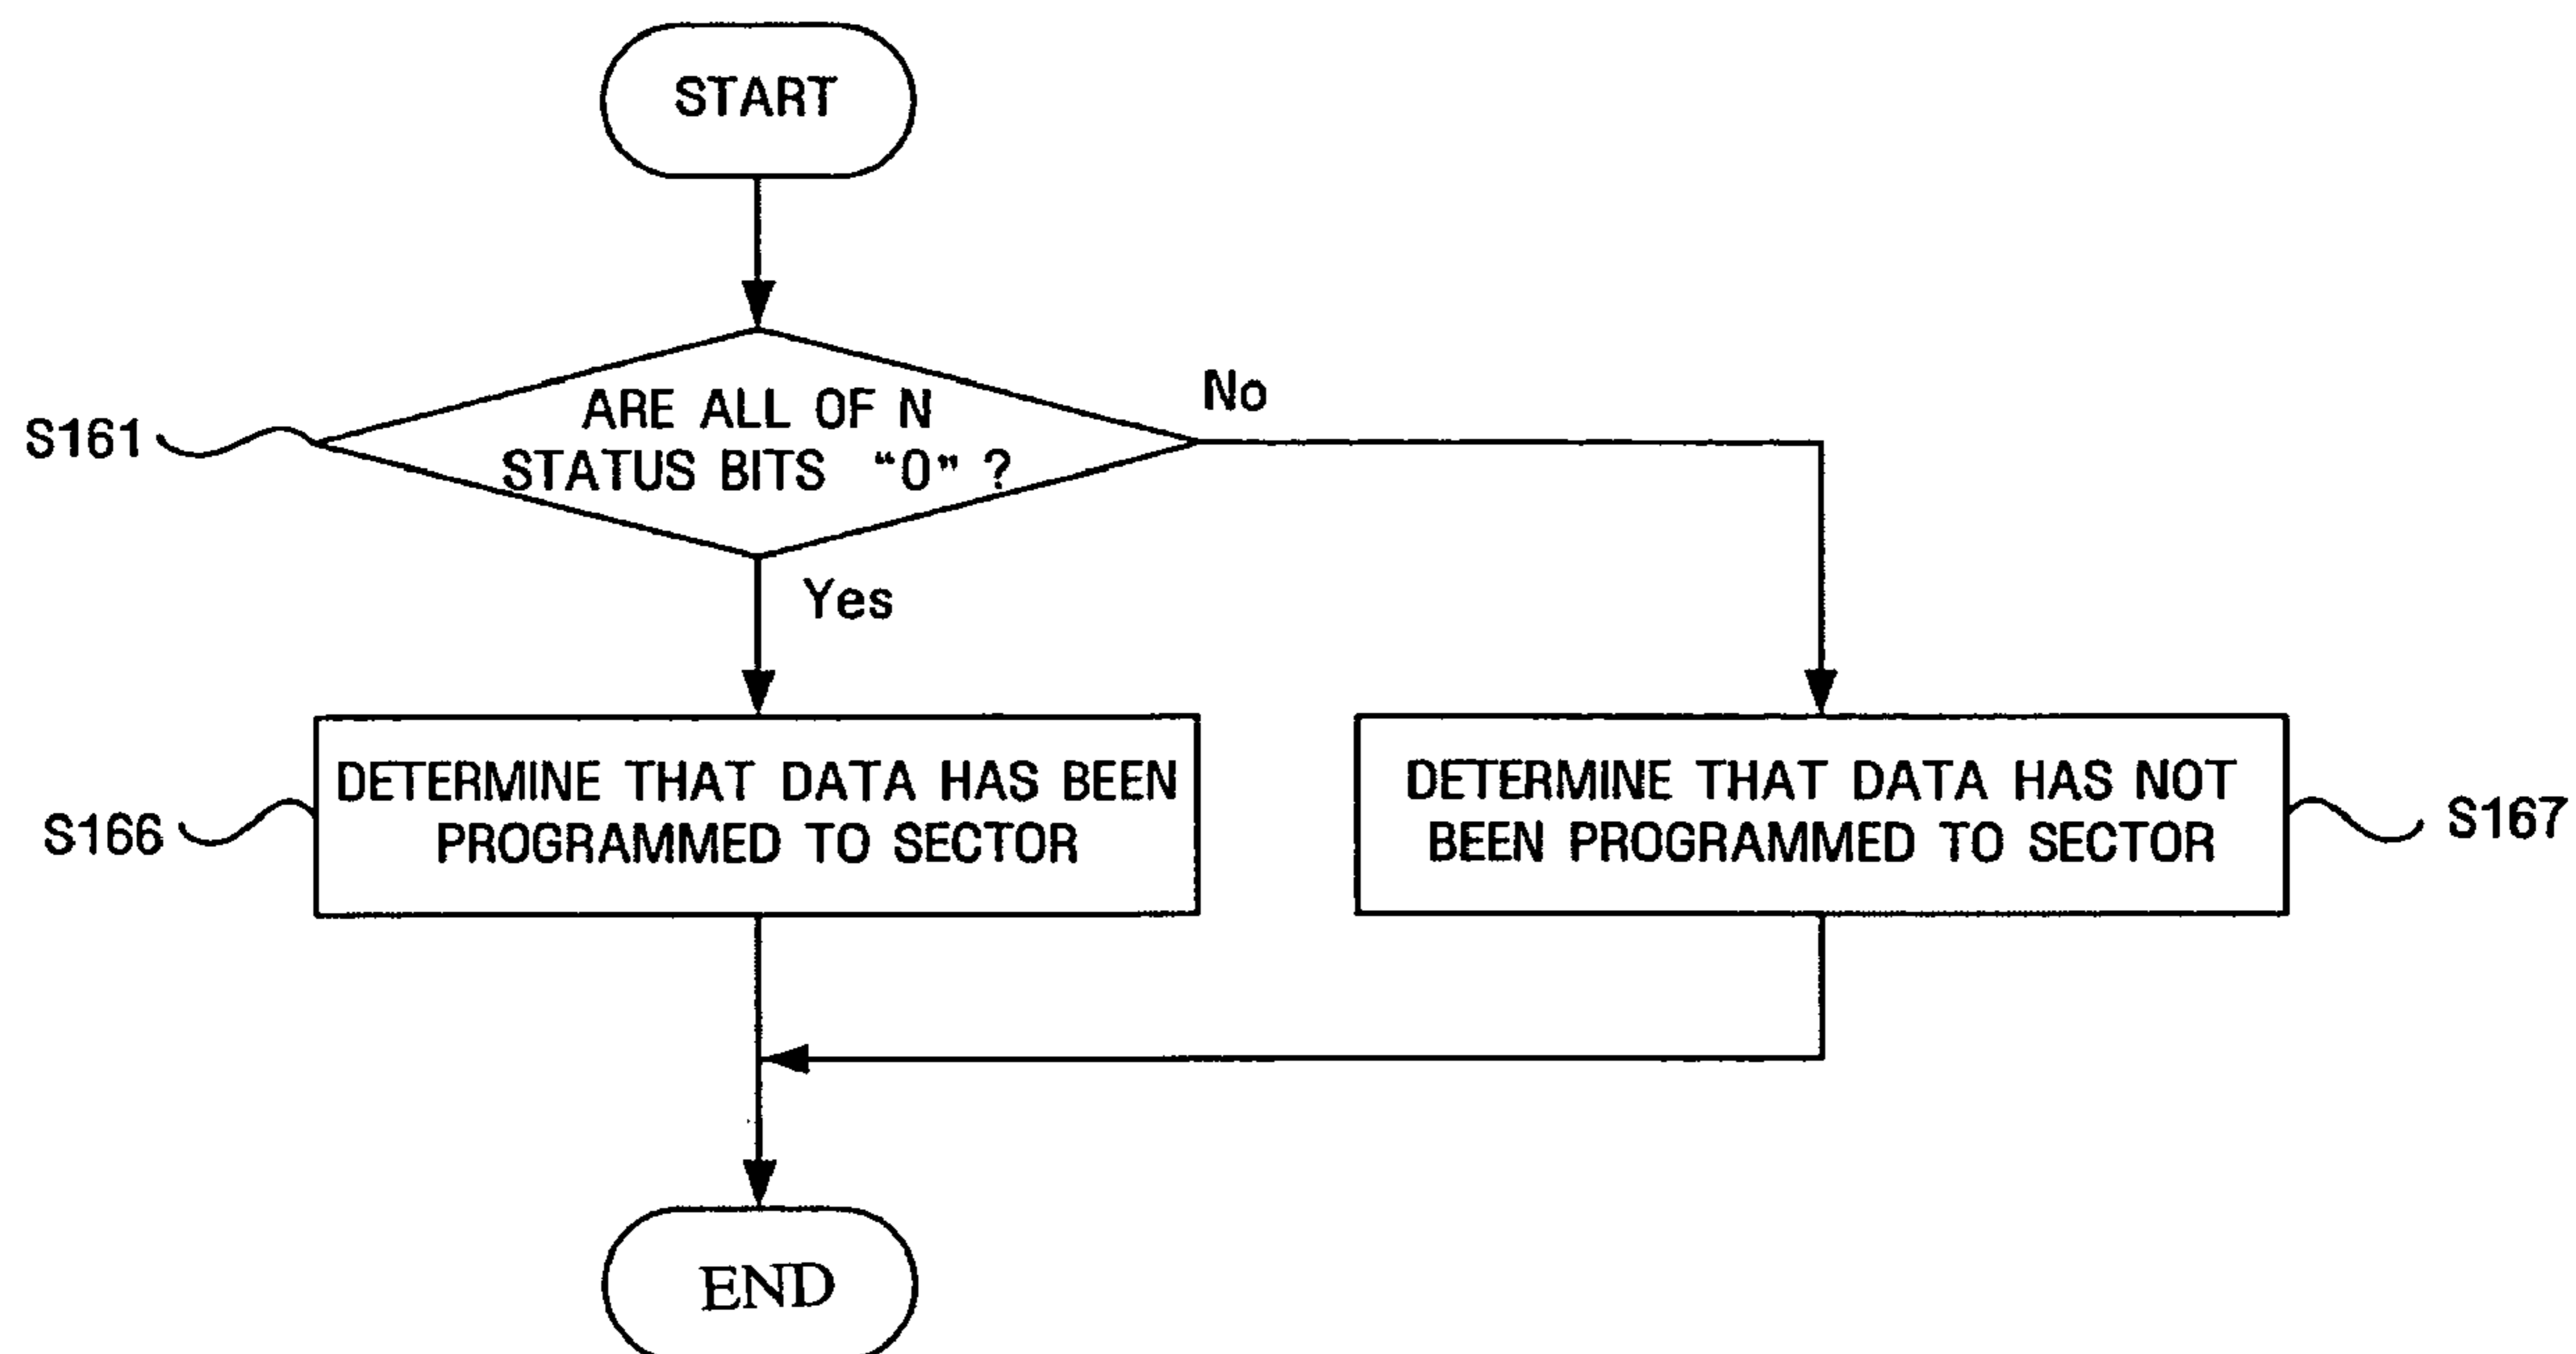 START
ARE ALL OF N
STATUS BITS “0” ?
No
S161
Yes
DETERMINE THAT DATA HAS BEEN
PROGRAMMED TO SECTOR
S166
DETERMINE THAT DATA HAS NOT
BEEN PROGRAMMED TO SECTOR
S167
END